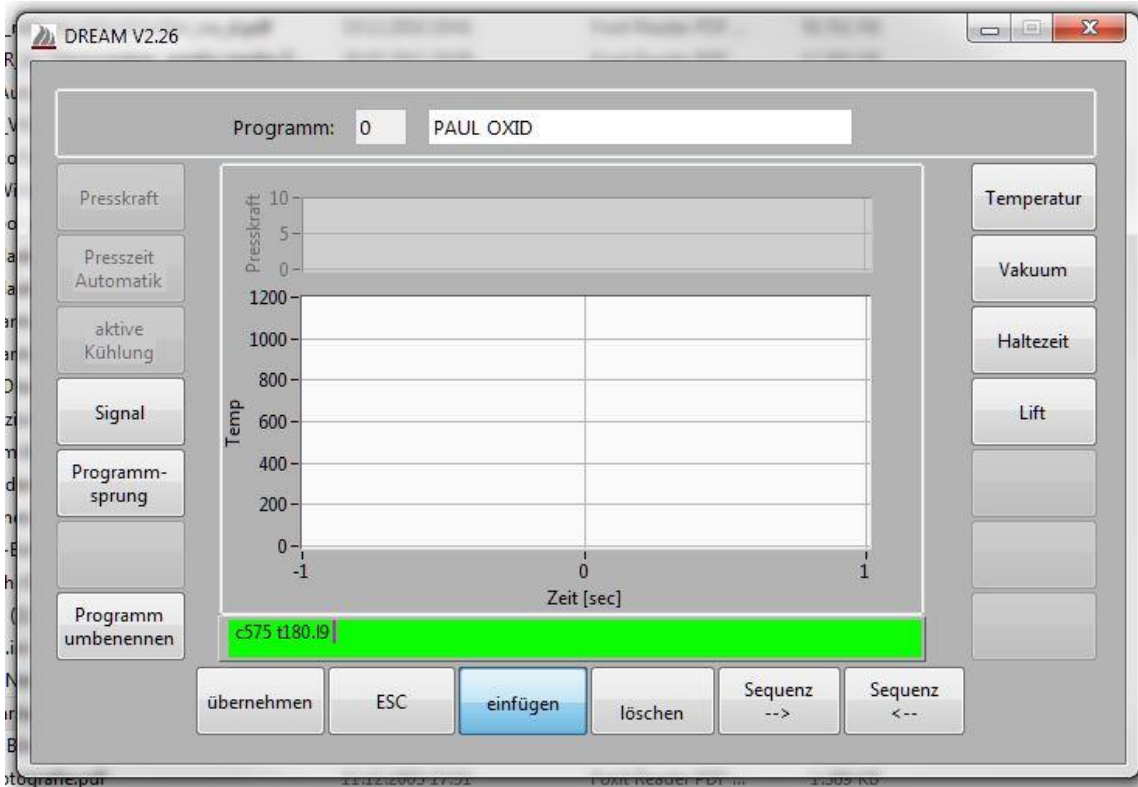 DREAM V2.26
Programm: 0 PAUL OXID
Presskraft
Presszeit
Automatik
aktive
Kühlung
Signal
Programm-
sprung
Programm
umbenennen
Presskraft
10
5
0
Temp
1200
1000
800
600
400
200
0
-1 0 1
Zeit [sec]
c575 t180.l9
Temperatur
Vakuum
Haltezeit
Lift
übernehmen
ESC
einfügen
löschen
Sequenz
-->
Sequenz
<--